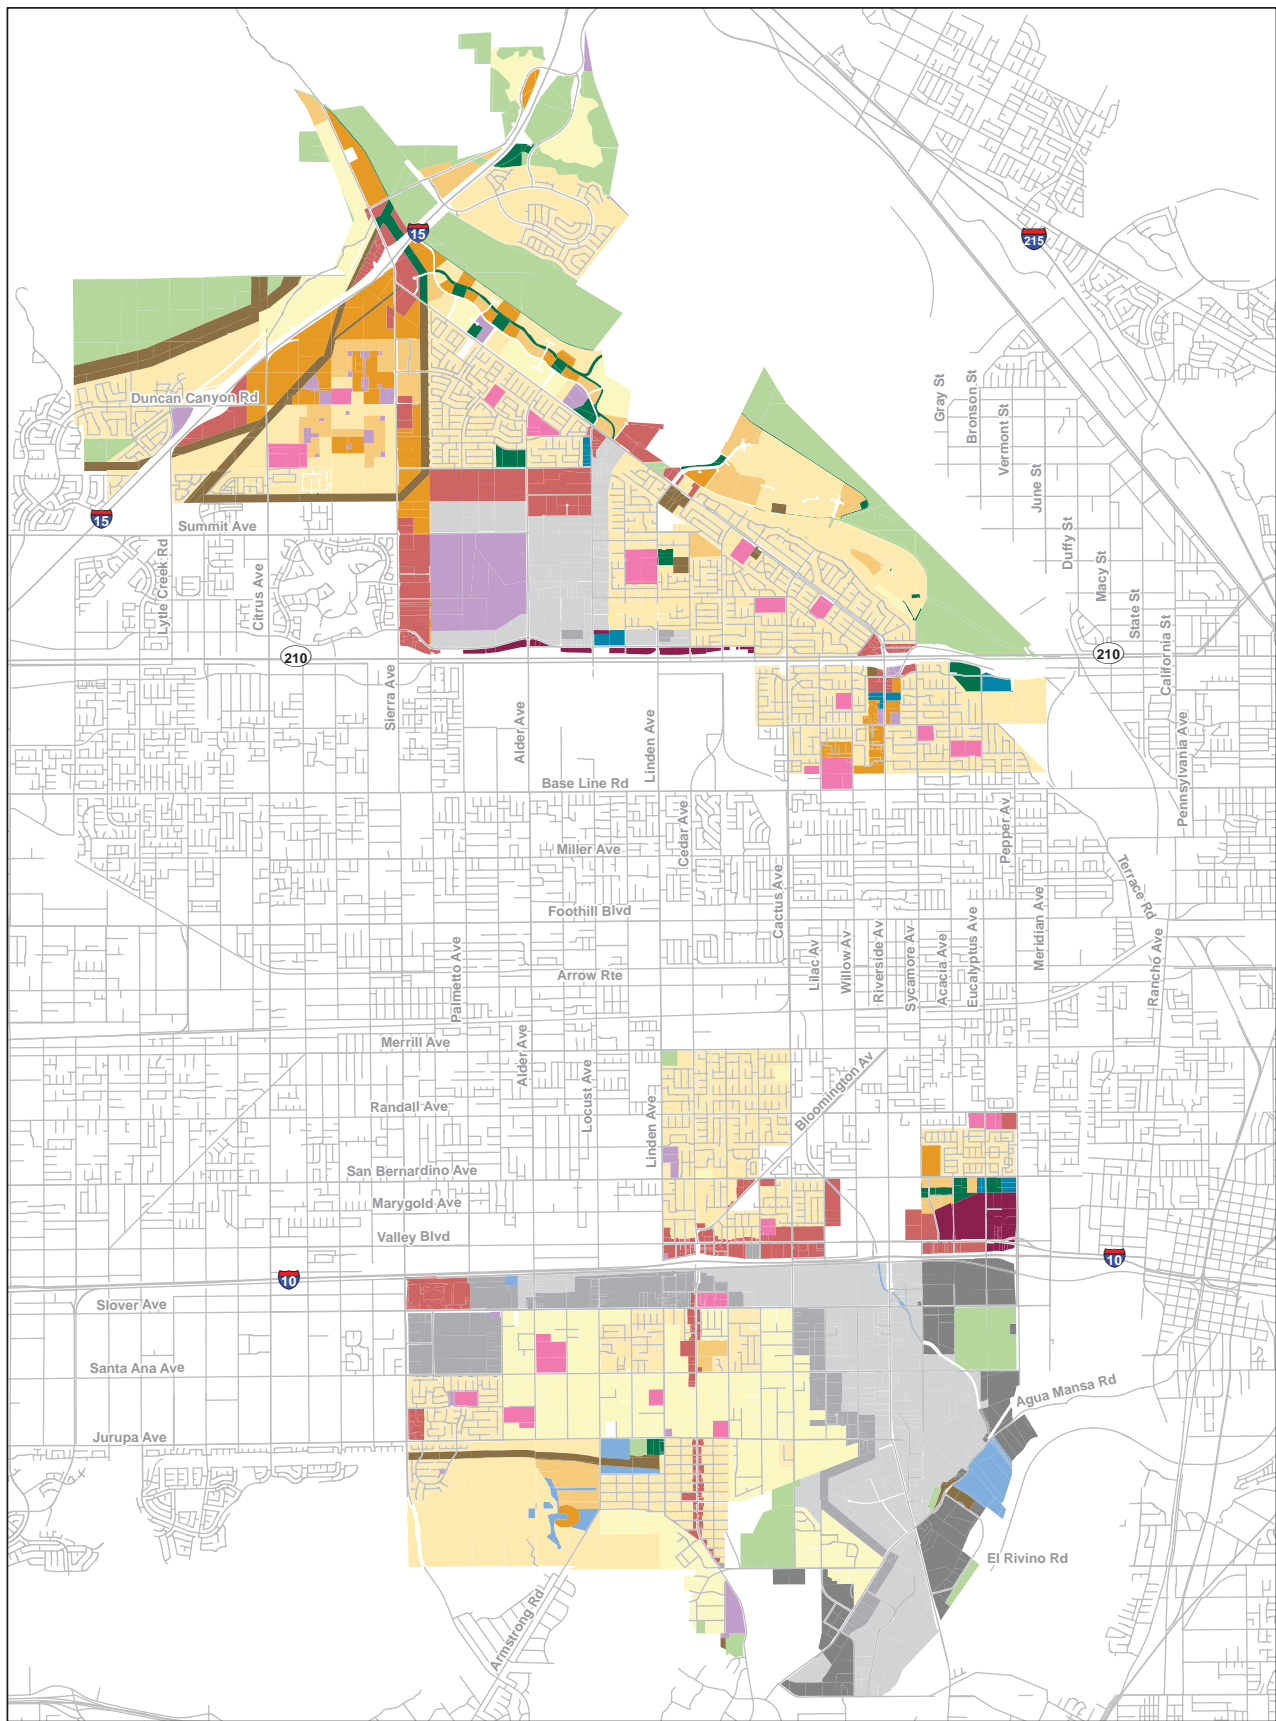 15
215
Duncan Canyon Rd
Gray St
Bronson St
Vermont St
June St
15
Summit Ave
Lytle Creek Rd
Citrus Ave
Duffy St
Macy St
State St
California St
210
210
Sierra Ave
Alder Ave
Linden Ave
Pennsylvania Ave
Base Line Rd
Cedar Ave
Pepper Av
Miller Ave
Cactus Ave
Terrace Rd
Foothill Blvd
Palmetto Ave
Lilac Av
Willow Av
Riverside Av
Sycamore Av
Acacia Ave
Eucalyptus Ave
Meridian Ave
Rancho Ave
Arrow Rte
Merrill Ave
Alder Ave
Locust Ave
Linden Ave
Bloomington Av
Randall Ave
San Bernardino Ave
Marygold Ave
Valley Blvd
10
10
Slover Ave
Santa Ana Ave
Agua Mansa Rd
Jurupa Ave
El Rivino Rd
Armstrong Rd